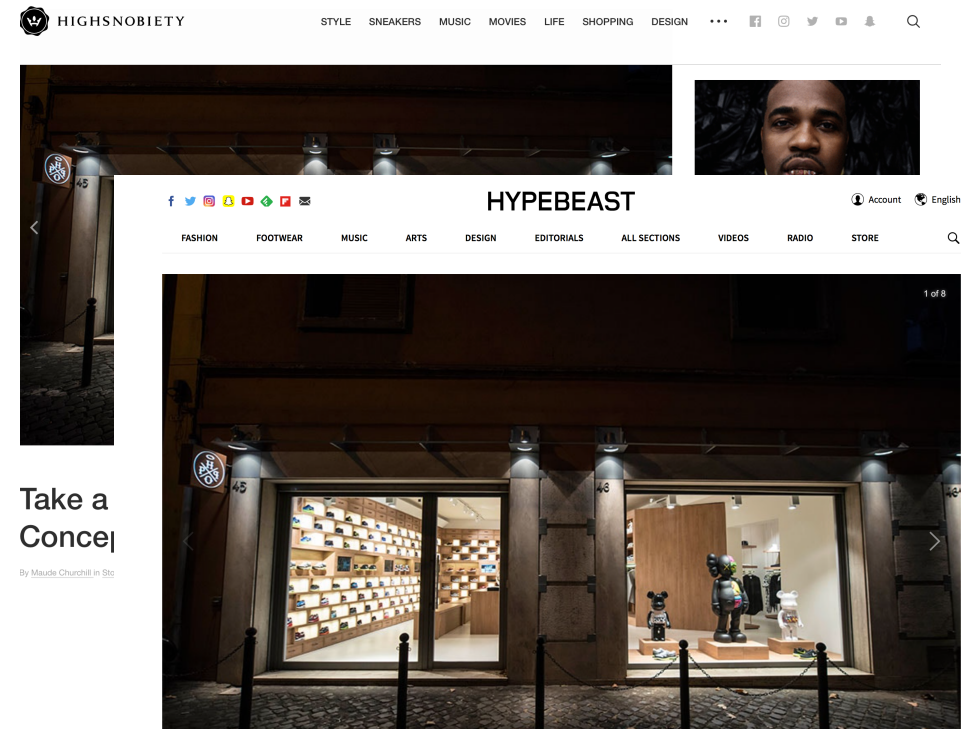 HIGHSNOBIETY
STYLE SNEAKERS MUSIC MOVIES LIFE SHOPPING DESIGN
45
HYPEBEAST
Account English
FASHION FOOTWEAR MUSIC ARTS DESIGN EDITORIALS ALL SECTIONS VIDEOS RADIO STORE
1 of 8
45
46
Take a
By Maude Churchill in